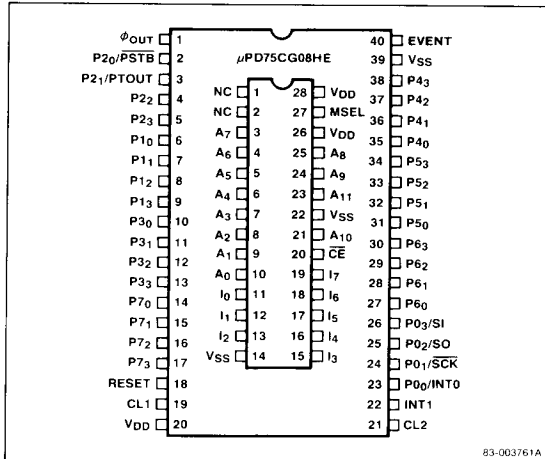 ϕOUT 1 40 EVENT
P2₀/P̅S̅T̅B̅ 2 μPD75CG08HE 39 VSS
P2₁/PTOUT 3 38 P4₃
P2₂ 4 NC 1 28 VDD 37 P4₂
P2₃ 5 NC 2 27 MSEL 36 P4₁
P1₀ 6 A₇ 3 26 VDD 35 P4₀
P1₁ 7 A₆ 4 25 A₈ 34 P5₃
P1₂ 8 A₅ 5 24 A₉ 33 P5₂
P1₃ 9 A₄ 6 23 A₁₁ 32 P5₁
P3₀ 10 A₃ 7 22 VSS 31 P5₀
P3₁ 11 A₂ 8 21 A₁₀ 30 P6₃
P3₂ 12 A₁ 9 20 C̅E̅ 29 P6₂
P3₃ 13 A₀ 10 19 I₇ 28 P6₁
P7₀ 14 I₀ 11 18 I₆ 27 P6₀
P7₁ 15 I₁ 12 17 I₅ 26 P0₃/SI
P7₂ 16 I₂ 13 16 I₄ 25 P0₂/SO
P7₃ 17 VSS 14 15 I₃ 24 P0₁/S̅C̅K̅
RESET 18 23 P0₀/INT0
CL1 19 22 INT1
VDD 20 21 CL2
83-003761A